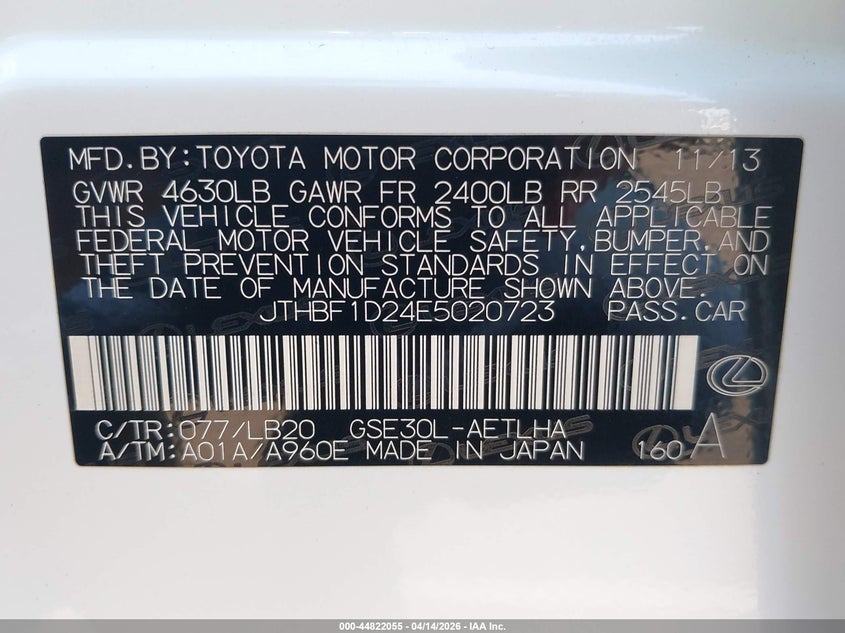 MFD.BY:TOYOTA MOTOR CORPORATION 11/13
GVWR 4630LB GAWR FR 2400LB RR 2545LB
THIS VEHICLE CONFORMS TO ALL APPLICABLE
FEDERAL MOTOR VEHICLE SAFETY,BUMPER,AND
THEFT PREVENTION STANDARDS IN EFFECT ON
THE DATE OF MANUFACTURE SHOWN ABOVE.
JTHBF1D24E5020723 PASS.CAR
C/TR:077/LB20 GSE30L-AETLHA
A/TM:A01A/A960E MADE IN JAPAN 160 A
000-44822055 - 04/14/2026 - IAA Inc.